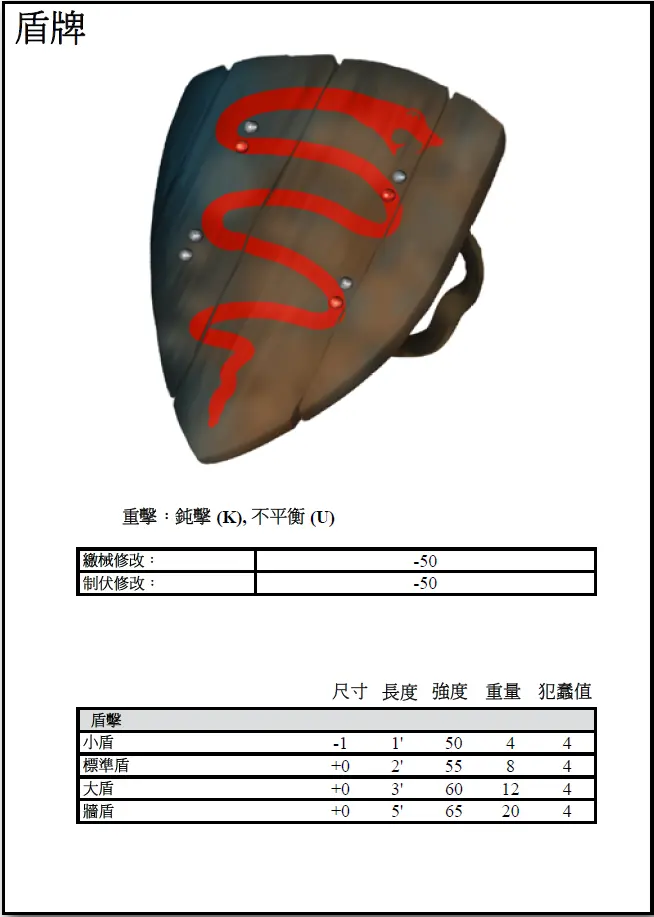 盾牌
重擊：鈍擊 (K), 不平衡 (U)
繳械修改： -50
制伏修改： -50
尺寸 長度 強度 重量 犯蠢值
盾擊
小盾 -1 1' 50 4 4
標準盾 +0 2' 55 8 4
大盾 +0 3' 60 12 4
牆盾 +0 5' 65 20 4